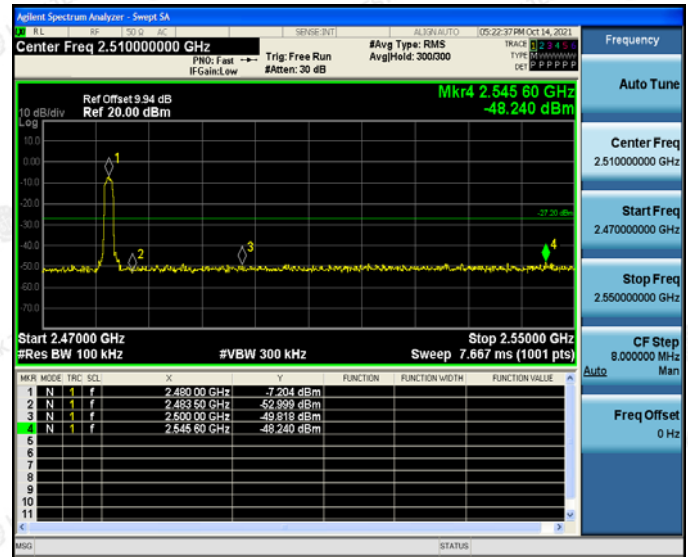 Agilent Spectrum Analyzer - Swept SA
RL RF 50 Ω AC SENSE:INT ALIGN AUTO 05:22:37 PM Oct 14, 2021
Center Freq 2.510000000 GHz
PNO: Fast
IFGain:Low
Trig: Free Run
#Atten: 30 dB
#Avg Type: RMS
Avg|Hold: 300/300
TRACE 1 2 3 4 5 6
TYPE MWWWWW
DET P P P P P P
Ref Offset 9.94 dB
10 dB/div Ref 20.00 dBm
Log
Mkr4 2.545 60 GHz
-48.240 dBm
10.0
0.00
-10.0
-20.0
-30.0
-40.0
-50.0
-60.0
-70.0
1
2
3
4
-27.20 dBm
Start 2.47000 GHz Stop 2.55000 GHz
#Res BW 100 kHz #VBW 300 kHz Sweep 7.667 ms (1001 pts)
MKR MODE TRC SCL X Y FUNCTION FUNCTION WIDTH FUNCTION VALUE
1 N 1 f 2.480 00 GHz -7.204 dBm
2 N 1 f 2.483 50 GHz -52.999 dBm
3 N 1 f 2.500 00 GHz -49.819 dBm
4 N 1 f 2.545 60 GHz -48.240 dBm
5
6
7
8
9
10
11
MSG STATUS
Frequency
Auto Tune
Center Freq
2.510000000 GHz
Start Freq
2.470000000 GHz
Stop Freq
2.550000000 GHz
CF Step
8.000000 MHz
Auto Man
Freq Offset
0 Hz